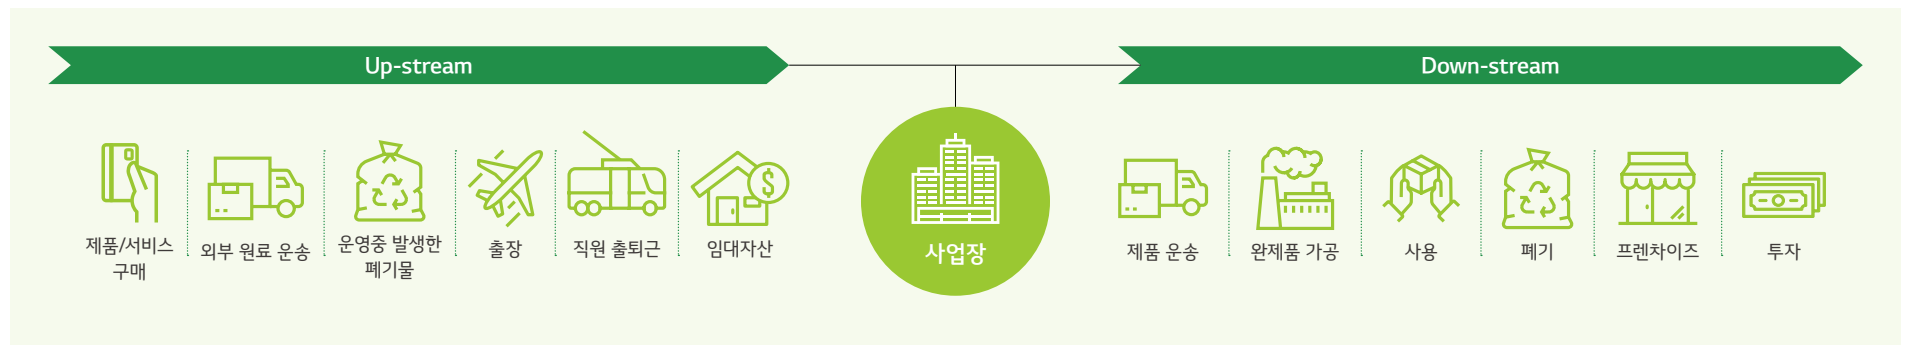 Up-stream
Down-stream
제품/서비스
구매
외부 원료 운송
운영중 발생한
폐기물
출장
직원 출퇴근
임대자산
사업장
제품 운송
완제품 가공
사용
폐기
프렌차이즈
투자